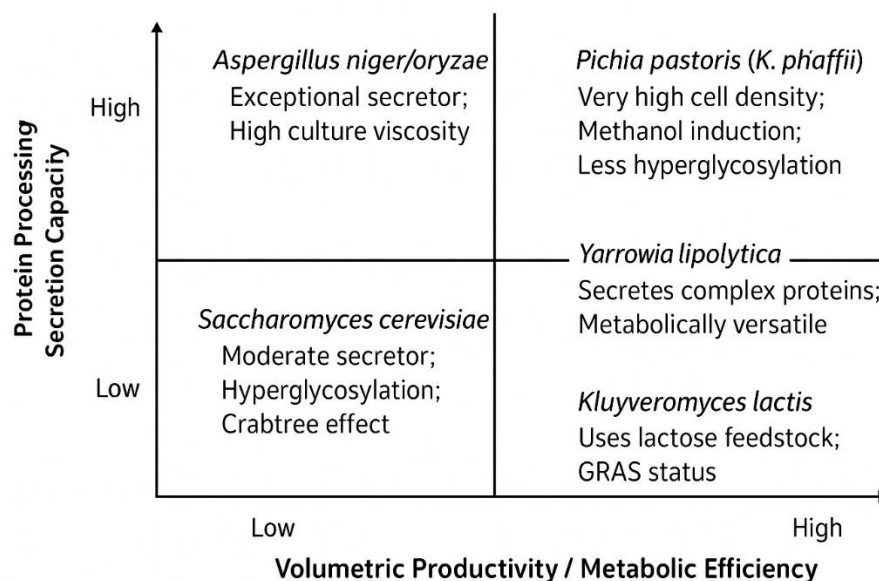 Protein Processing
Secretion Capacity
High
Low
Aspergillus niger/oryzae
Exceptional secretor;
High culture viscosity
Pichia pastoris (K. phaffii)
Very high cell density;
Methanol induction;
Less hyperglycosylation
Saccharomyces cerevisiae
Moderate secretor;
Hyperglycosylation;
Crabtree effect
Yarrowia lipolytica
Secretes complex proteins;
Metabolically versatile
Kluyveromyces lactis
Uses lactose feedstock;
GRAS status
Low
High
Volumetric Productivity / Metabolic Efficiency